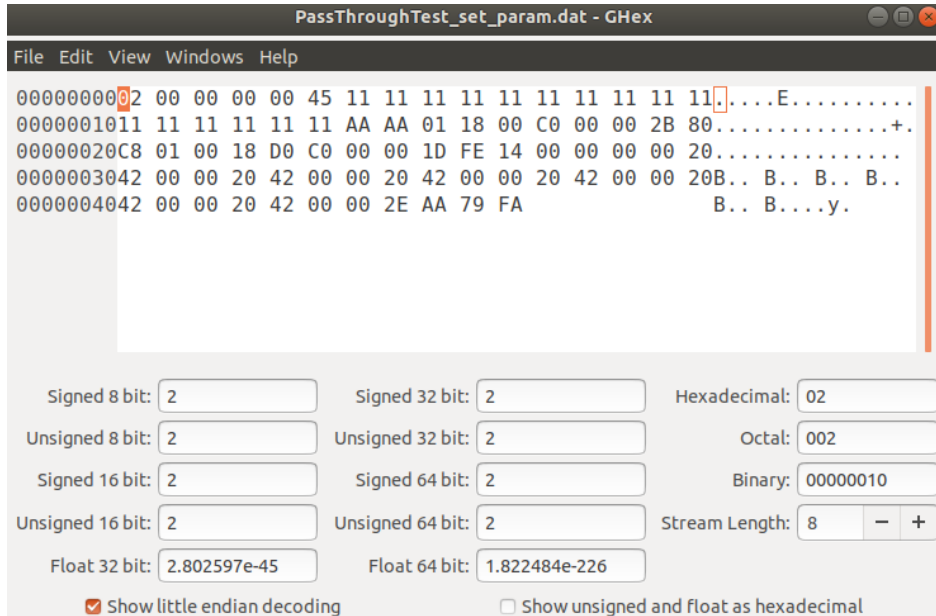 PassThroughTest_set_param.dat - GHex
File Edit View Windows Help
0000000002 00 00 00 00 45 11 11 11 11 11 11 11 11 11 11.....E..........
0000001011 11 11 11 11 11 AA AA 01 18 00 C0 00 00 2B 80..............+.
00000020C8 01 00 18 D0 C0 00 00 1D FE 14 00 00 00 00 20...............
0000003042 00 00 20 42 00 00 20 42 00 00 20 42 00 00 20B.. B.. B.. B..
0000004042 00 00 20 42 00 00 2E AA 79 FA B.. B....y.
Signed 8 bit: 2 Signed 32 bit: 2 Hexadecimal: 02
Unsigned 8 bit: 2 Unsigned 32 bit: 2 Octal: 002
Signed 16 bit: 2 Signed 64 bit: 2 Binary: 00000010
Unsigned 16 bit: 2 Unsigned 64 bit: 2 Stream Length: 8 − +
Float 32 bit: 2.802597e-45 Float 64 bit: 1.822484e-226
Show little endian decoding Show unsigned and float as hexadecimal